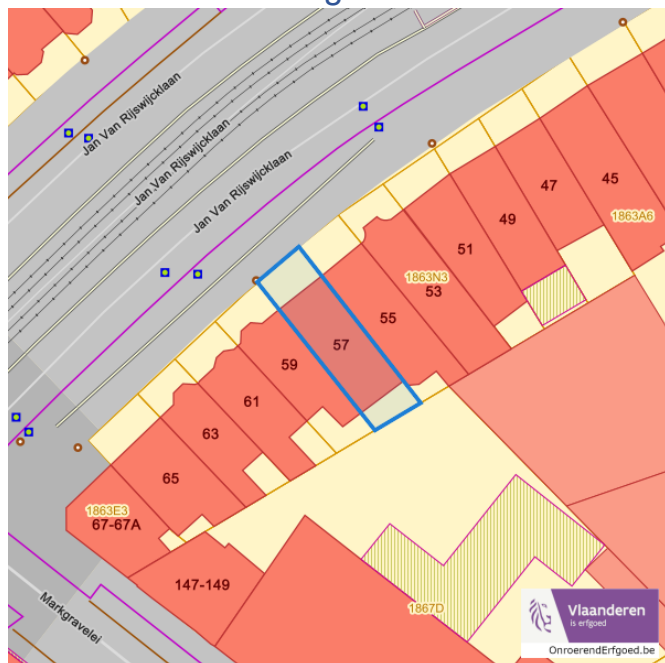 Jan Van Rijswijcklaan
Jan Van Rijswijcklaan
Jan Van Rijswijcklaan
45
1863A6
47
49
51
1863N3
53
55
57
59
61
63
65
1863E3
67-67A
147-149
1867D
Markgravelei
Vlaanderen
is erfgoed
OnroerendErfgoed.be